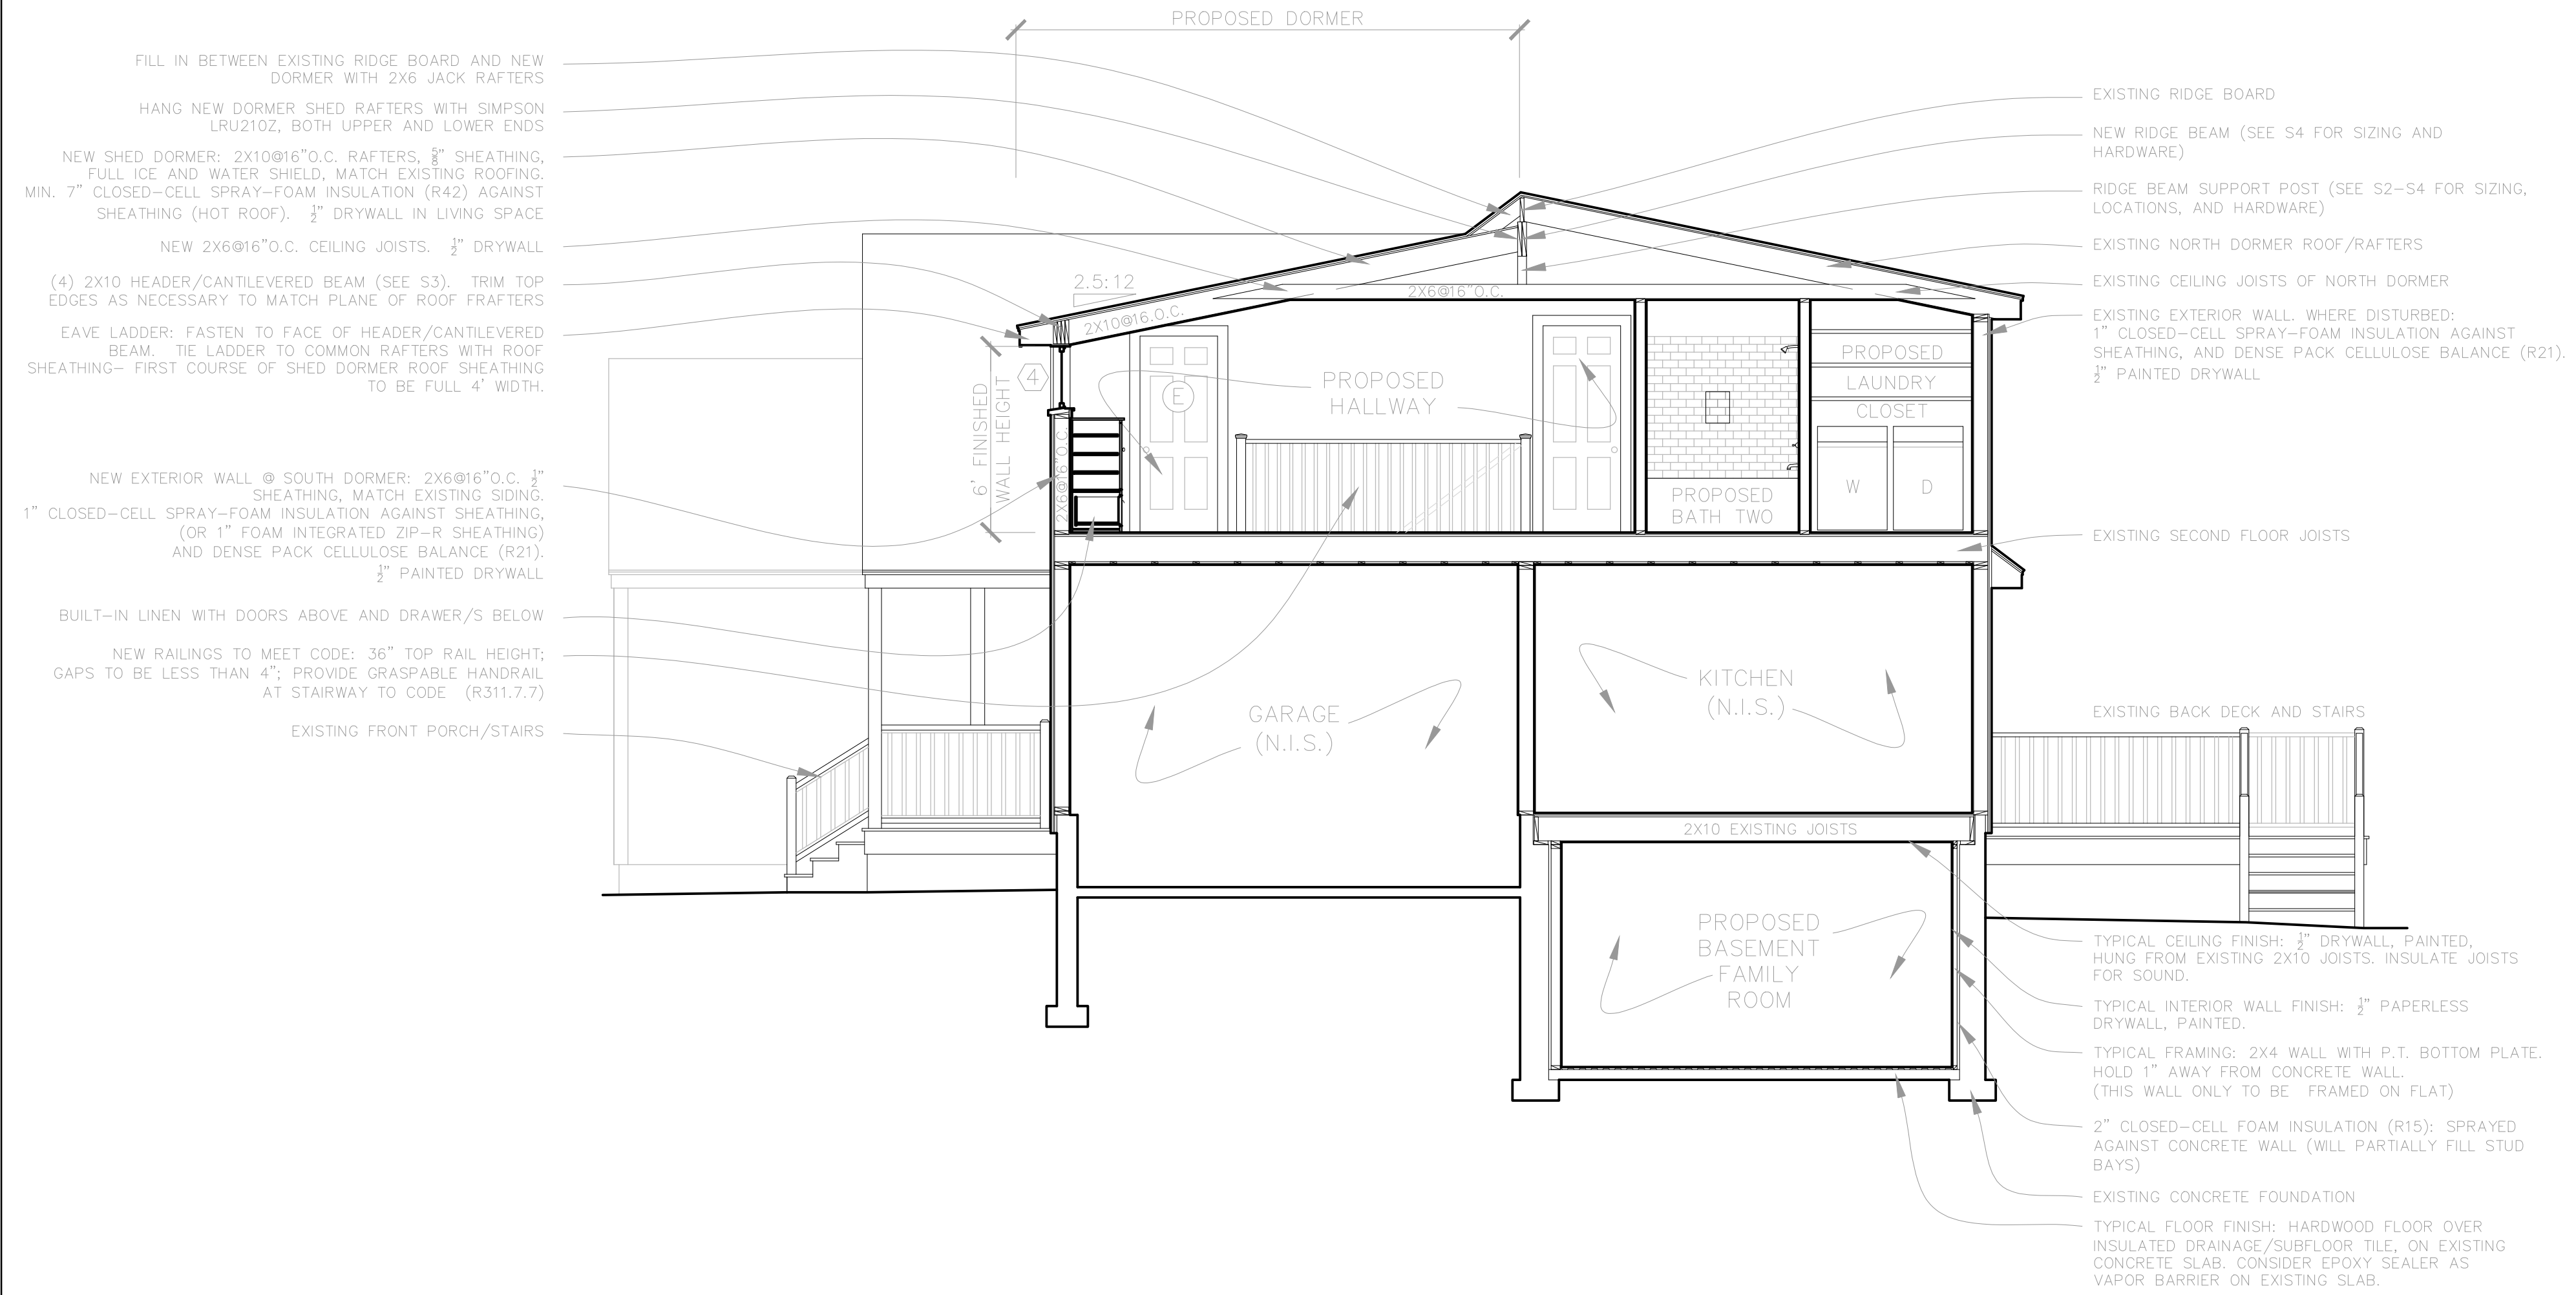 PROPOSED DORMER
FILL IN BETWEEN EXISTING RIDGE BOARD AND NEW
DORMER WITH 2X6 JACK RAFTERS
HANG NEW DORMER SHED RAFTERS WITH SIMPSON
LRU210Z, BOTH UPPER AND LOWER ENDS
NEW SHED DORMER: 2X10@16"O.C. RAFTERS, 5/8" SHEATHING,
FULL ICE AND WATER SHIELD, MATCH EXISTING ROOFING.
MIN. 7" CLOSED-CELL SPRAY-FOAM INSULATION (R42) AGAINST
SHEATHING (HOT ROOF). 1/2" DRYWALL IN LIVING SPACE
NEW 2X6@16"O.C. CEILING JOISTS. 1/2" DRYWALL
(4) 2X10 HEADER/CANTILEVERED BEAM (SEE S3). TRIM TOP
EDGES AS NECESSARY TO MATCH PLANE OF ROOF FRAFTERS
EAVE LADDER: FASTEN TO FACE OF HEADER/CANTILEVERED
BEAM. TIE LADDER TO COMMON RAFTERS WITH ROOF
SHEATHING- FIRST COURSE OF SHED DORMER ROOF SHEATHING
TO BE FULL 4' WIDTH.
NEW EXTERIOR WALL @ SOUTH DORMER: 2X6@16"O.C. 1/2"
SHEATHING, MATCH EXISTING SIDING.
1" CLOSED-CELL SPRAY-FOAM INSULATION AGAINST SHEATHING,
(OR 1" FOAM INTEGRATED ZIP-R SHEATHING)
AND DENSE PACK CELLULOSE BALANCE (R21).
1/2" PAINTED DRYWALL
BUILT-IN LINEN WITH DOORS ABOVE AND DRAWER/S BELOW
NEW RAILINGS TO MEET CODE: 36" TOP RAIL HEIGHT;
GAPS TO BE LESS THAN 4"; PROVIDE GRASPABLE HANDRAIL
AT STAIRWAY TO CODE (R311.7.7)
EXISTING FRONT PORCH/STAIRS
2.5:12
2X10@16.O.C.
2X6@16"O.C.
6' FINISHED
WALL HEIGHT
4
2X6@16"O.C.
E
PROPOSED
HALLWAY
PROPOSED
BATH TWO
PROPOSED
LAUNDRY
CLOSET
W
D
GARAGE
(N.I.S.)
KITCHEN
(N.I.S.)
2X10 EXISTING JOISTS
PROPOSED
BASEMENT
FAMILY
ROOM
EXISTING RIDGE BOARD
NEW RIDGE BEAM (SEE S4 FOR SIZING AND
HARDWARE)
RIDGE BEAM SUPPORT POST (SEE S2-S4 FOR SIZING,
LOCATIONS, AND HARDWARE)
EXISTING NORTH DORMER ROOF/RAFTERS
EXISTING CEILING JOISTS OF NORTH DORMER
EXISTING EXTERIOR WALL. WHERE DISTURBED:
1" CLOSED-CELL SPRAY-FOAM INSULATION AGAINST
SHEATHING, AND DENSE PACK CELLULOSE BALANCE (R21).
1/2" PAINTED DRYWALL
EXISTING SECOND FLOOR JOISTS
EXISTING BACK DECK AND STAIRS
TYPICAL CEILING FINISH: 1/2" DRYWALL, PAINTED,
HUNG FROM EXISTING 2X10 JOISTS. INSULATE JOISTS
FOR SOUND.
TYPICAL INTERIOR WALL FINISH: 1/2" PAPERLESS
DRYWALL, PAINTED.
TYPICAL FRAMING: 2X4 WALL WITH P.T. BOTTOM PLATE.
HOLD 1" AWAY FROM CONCRETE WALL.
(THIS WALL ONLY TO BE FRAMED ON FLAT)
2" CLOSED-CELL FOAM INSULATION (R15): SPRAYED
AGAINST CONCRETE WALL (WILL PARTIALLY FILL STUD
BAYS)
EXISTING CONCRETE FOUNDATION
TYPICAL FLOOR FINISH: HARDWOOD FLOOR OVER
INSULATED DRAINAGE/SUBFLOOR TILE, ON EXISTING
CONCRETE SLAB. CONSIDER EPOXY SEALER AS
VAPOR BARRIER ON EXISTING SLAB.